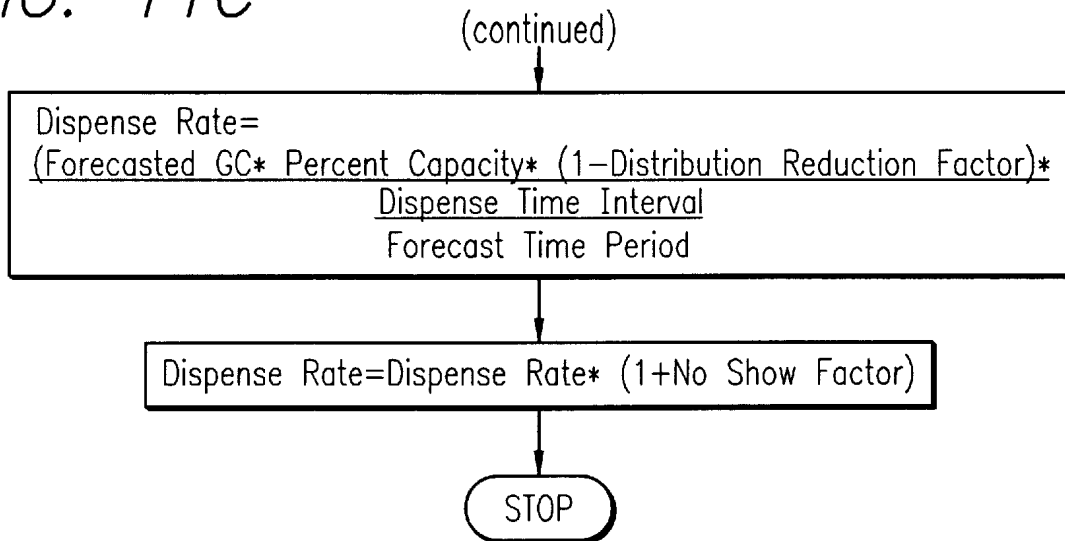 11C
(continued)
Dispense Rate=
(Forecasted GC* Percent Capacity* (1-Distribution Reduction Factor)*
Dispense Time Interval
Forecast Time Period
Dispense Rate=Dispense Rate* (1+No Show Factor)
STOP